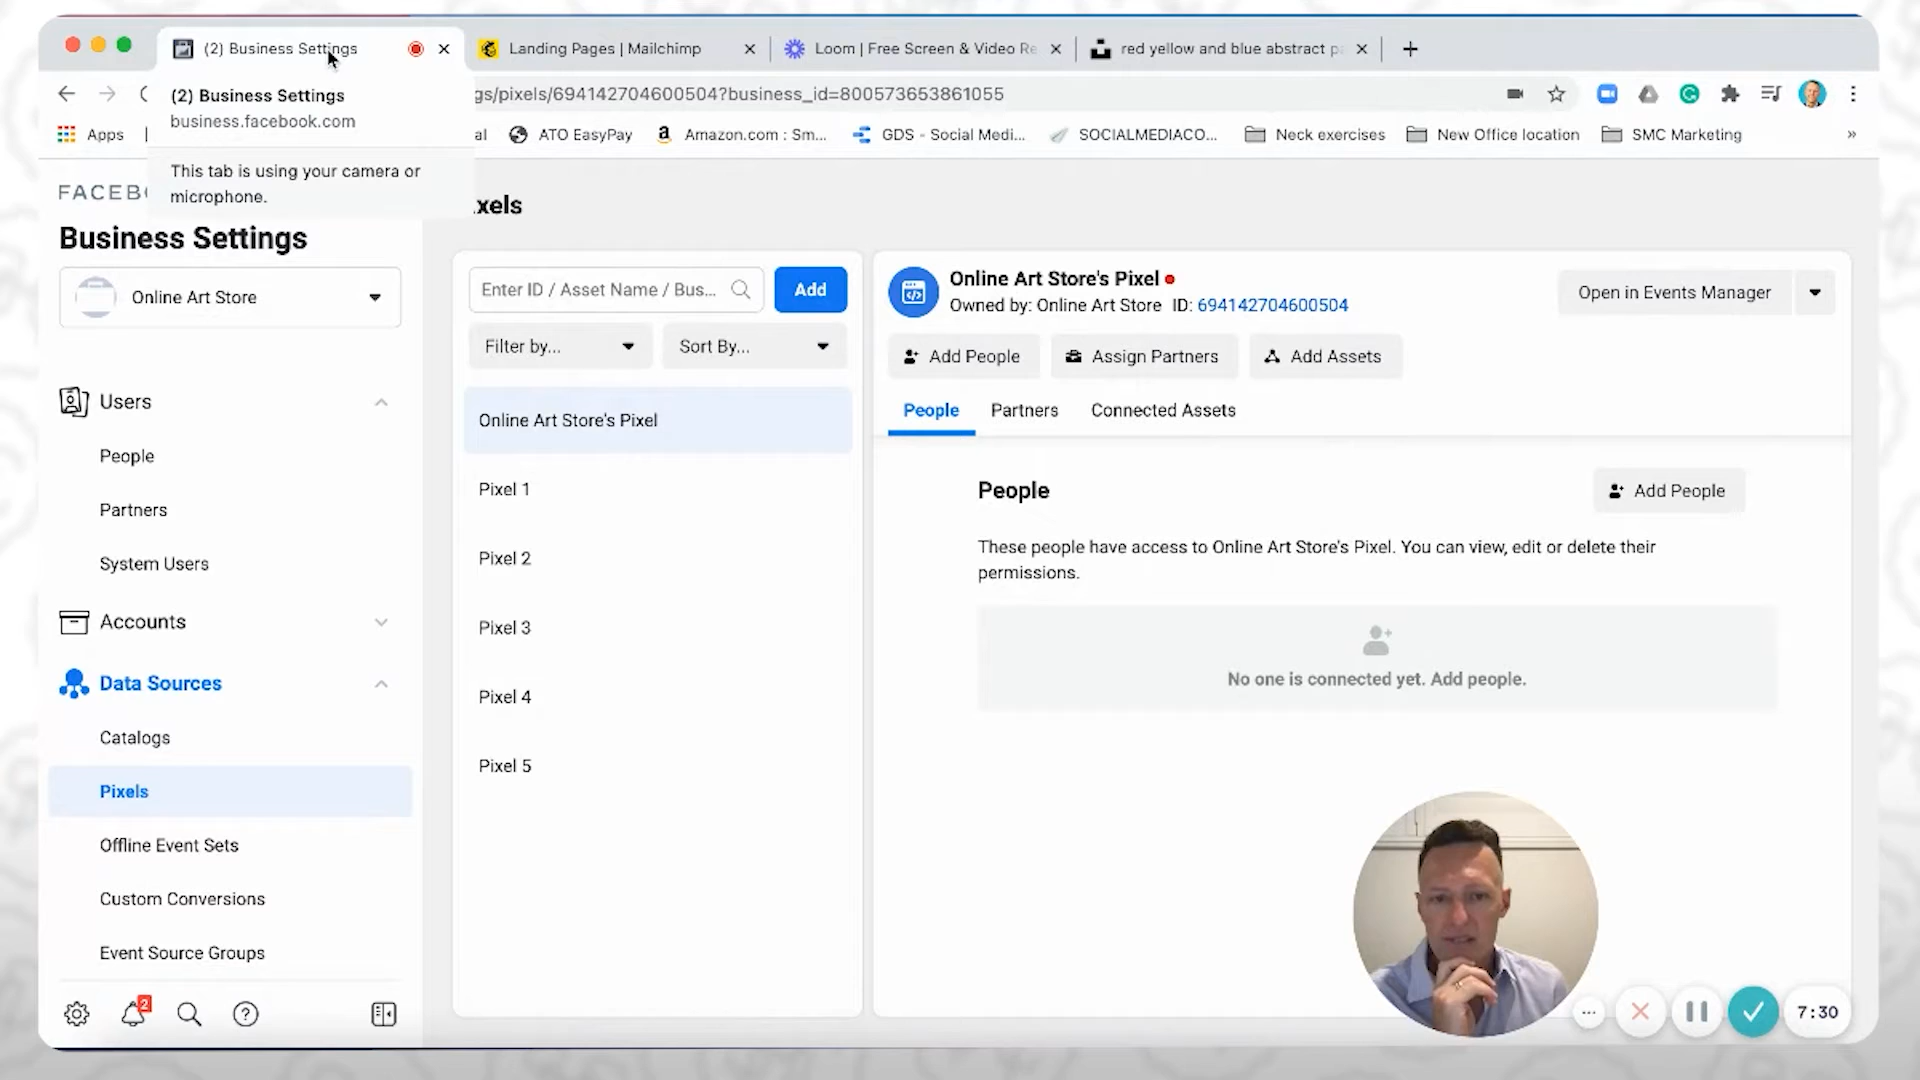 (2) Business Settings
Landing Pages | Mailchimp
Loom | Free Screen & Video Re
red yellow and blue abstract p
(2) Business Settings
business.facebook.com
This tab is using your camera or
microphone.
gs/pixels/694142704600504?business_id=800573653861055
Apps
al
ATO EasyPay
Amazon.com : Sm...
GDS - Social Medi...
SOCIALMEDIACO...
Neck exercises
New Office location
SMC Marketing
»
FACEB
Business Settings
Online Art Store
Users
People
Partners
System Users
Accounts
Data Sources
Catalogs
Pixels
Offline Event Sets
Custom Conversions
Event Source Groups
2
xels
Enter ID / Asset Name / Bus...
Add
Filter by...
Sort By...
Online Art Store's Pixel
Pixel 1
Pixel 2
Pixel 3
Pixel 4
Pixel 5
Online Art Store's Pixel
Owned by: Online Art Store ID: 694142704600504
Open in Events Manager
Add People
Assign Partners
Add Assets
People
Partners
Connected Assets
People
Add People
These people have access to Online Art Store's Pixel. You can view, edit or delete their
permissions.
No one is connected yet. Add people.
7:30